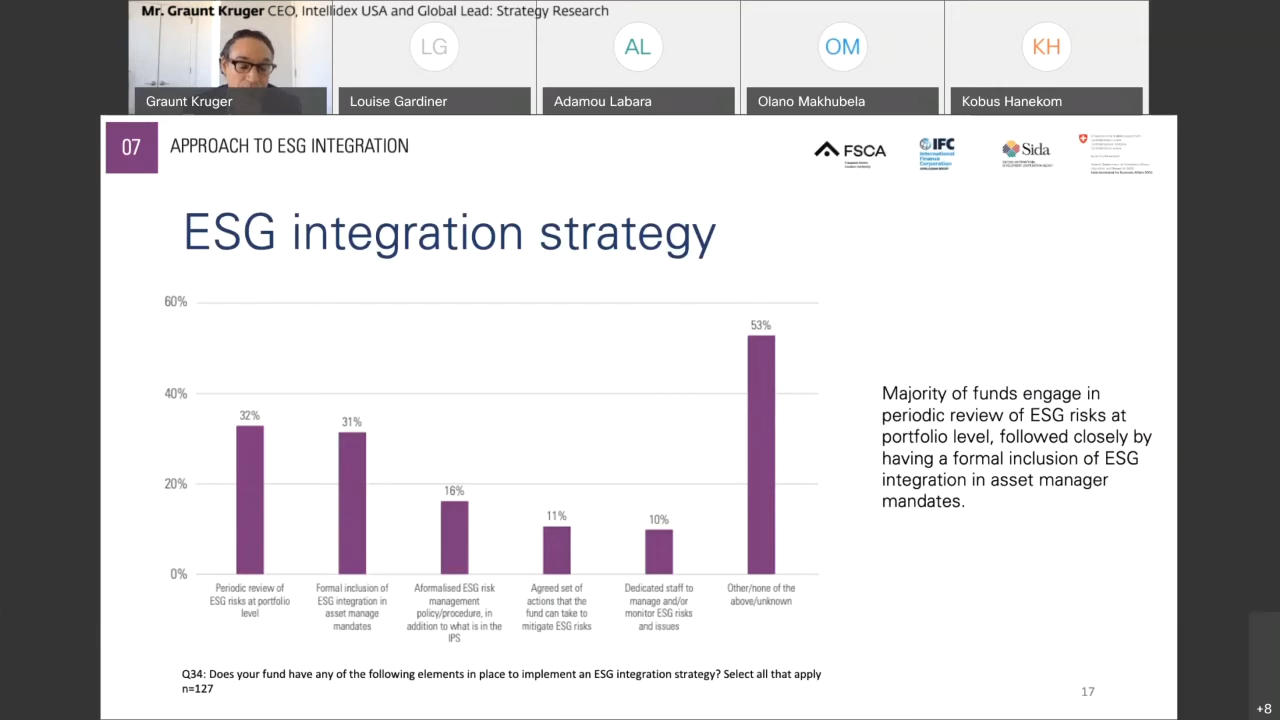 Mr. Graunt Kruger CEO, Intellidex USA and Global Lead: Strategy Research
LG
AL
OM
KH
Graunt Kruger
Louise Gardiner
Adamou Labara
Olano Makhubela
Kobus Hanekom
07
APPROACH TO ESG INTEGRATION
FSCA
IFC
International
Finance
Corporation
Sida
ESG integration strategy
60%
40%
20%
0%
32%
31%
16%
11%
10%
53%
Periodic review of
ESG risks at portfolio
level
Formal inclusion of
ESG integration in
asset manage
mandates
Aformalised ESG risk
management
policy/procedure, in
addition to what is in the
IPS
Agreed set of
actions that the
fund can take to
mitigate ESG risks
Dedicated staff to
manage and/or
monitor ESG risks
and issues
Other/none of the
above/unknown
Majority of funds engage in
periodic review of ESG risks at
portfolio level, followed closely by
having a formal inclusion of ESG
integration in asset manager
mandates.
Q34: Does your fund have any of the following elements in place to implement an ESG integration strategy? Select all that apply
n=127
17
+8